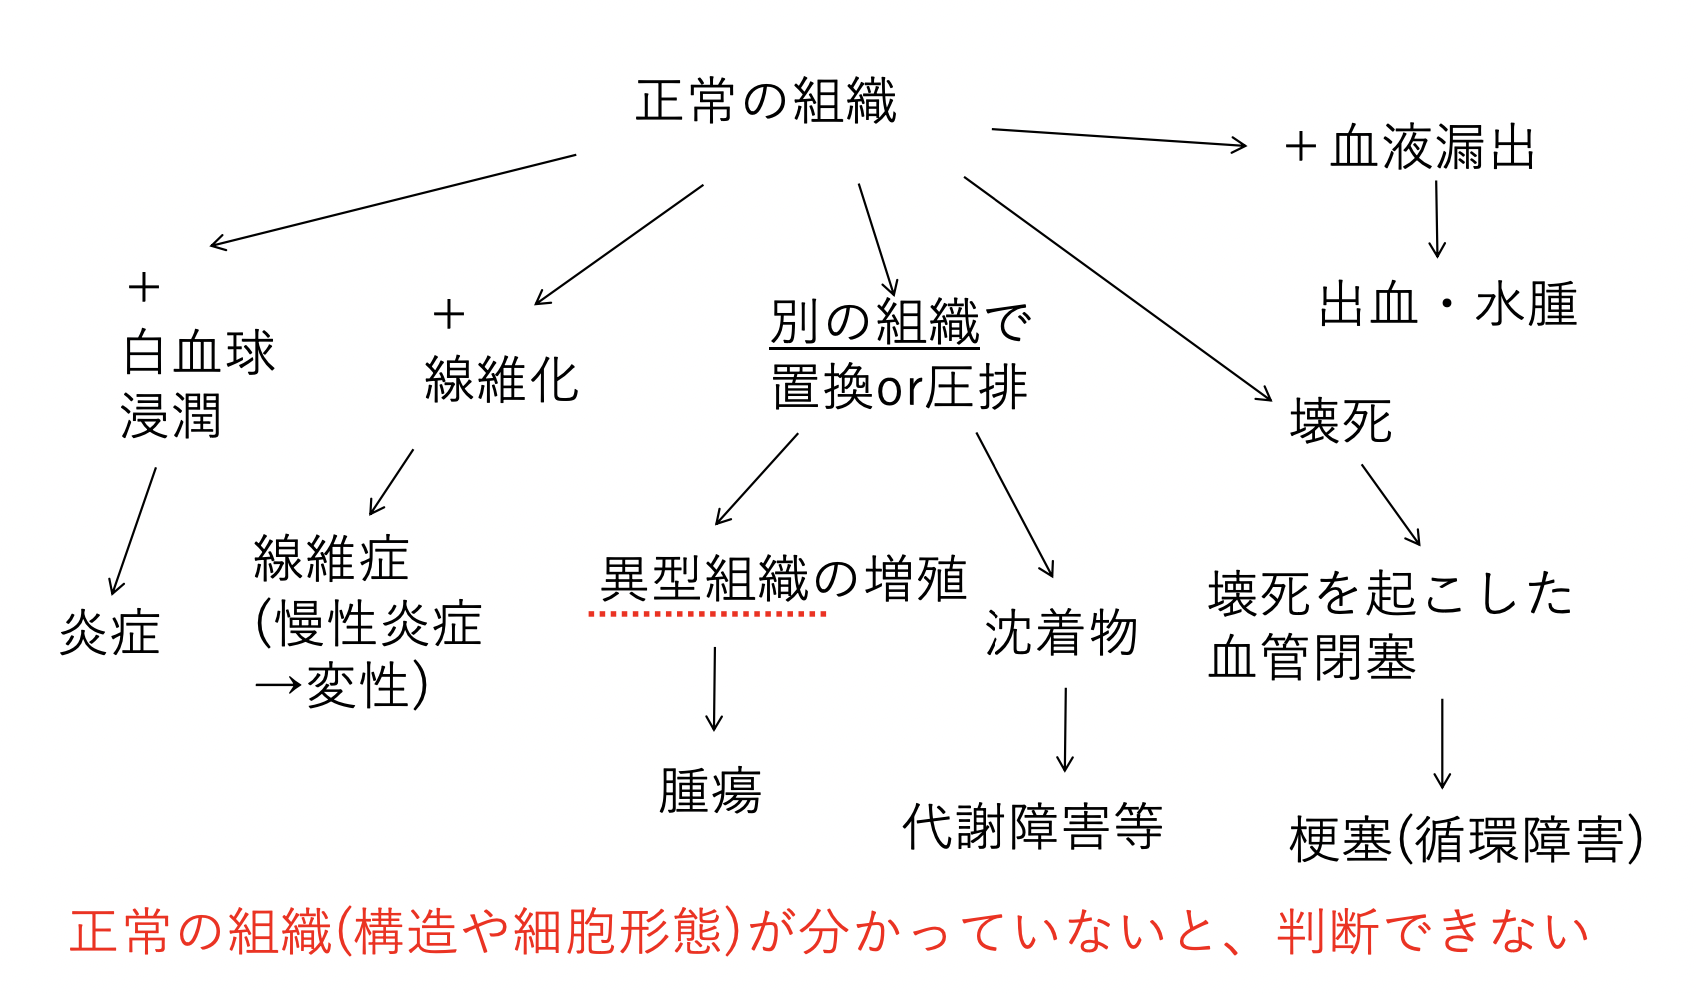 正常の組織
＋血液漏出
出血・水腫
＋
白血球
浸潤
炎症
＋
線維化
線維症
(慢性炎症
→変性)
別の組織で
置換or圧排
異型組織の増殖
腫瘍
沈着物
代謝障害等
壊死
壊死を起こした
血管閉塞
梗塞(循環障害)
正常の組織(構造や細胞形態)が分かっていないと、判断できない